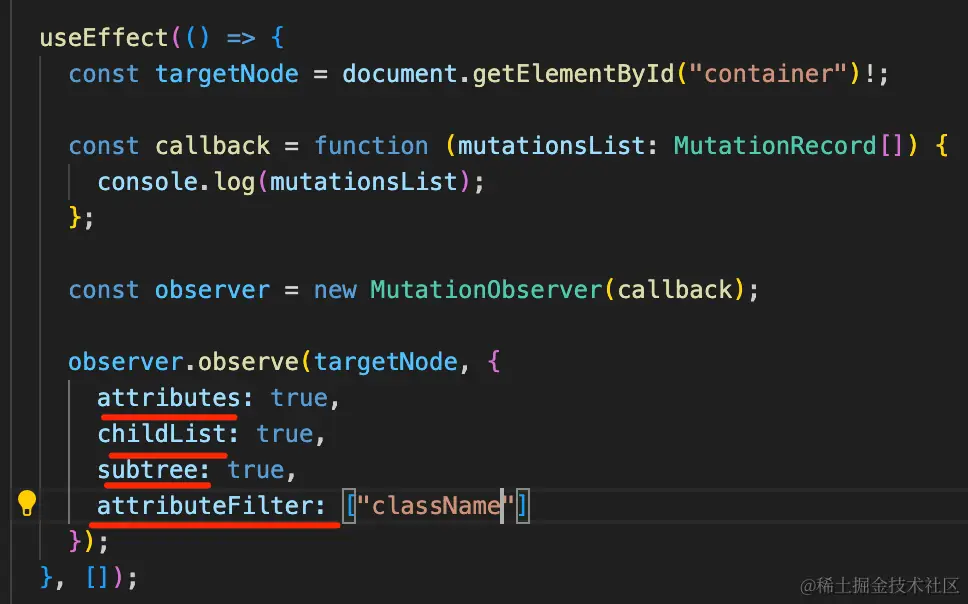 useEffect(() => {
const targetNode = document.getElementById("container")!;
const callback = function (mutationsList: MutationRecord[]) {
console.log(mutationsList);
};
const observer = new MutationObserver(callback);
observer.observe(targetNode, {
attributes: true,
childList: true,
subtree: true,
attributeFilter: ["className"]
});
}, []);
@稀土掘金技术社区